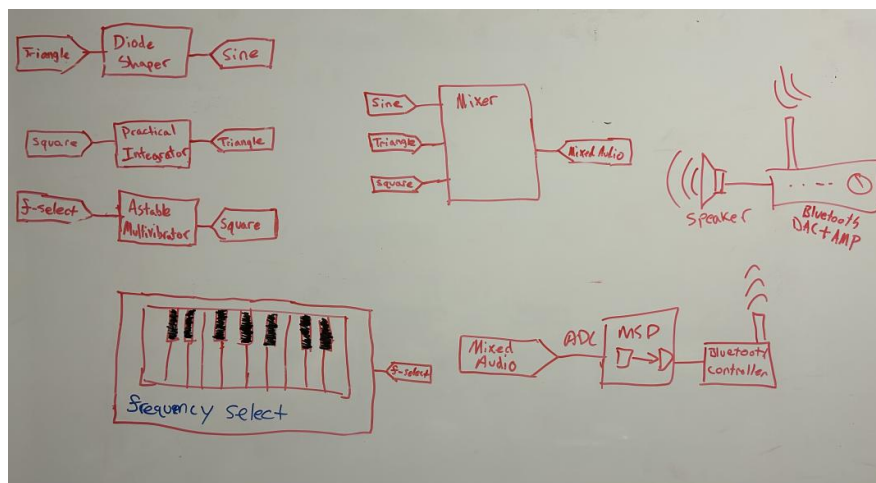 Triangle
Diode
Shaper
Sine
Square
Practical
Integrator
Triangle
f-select
Astable
Multivibrator
Square
Sine
Triangle
Square
Mixer
Mixed Audio
Speaker
Bluetooth
DAC+AMP
frequency select
f-select
Mixed
Audio
ADC
MSP
Bluetooth
controller